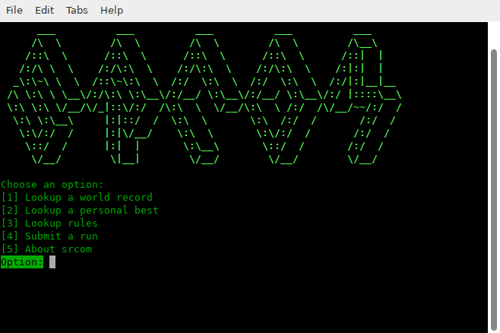 File Edit Tabs Help
SRCOM
Choose an option:
[1] Lookup a world record
[2] Lookup a personal best
[3] Lookup rules
[4] Submit a run
[5] About srcom
Option: